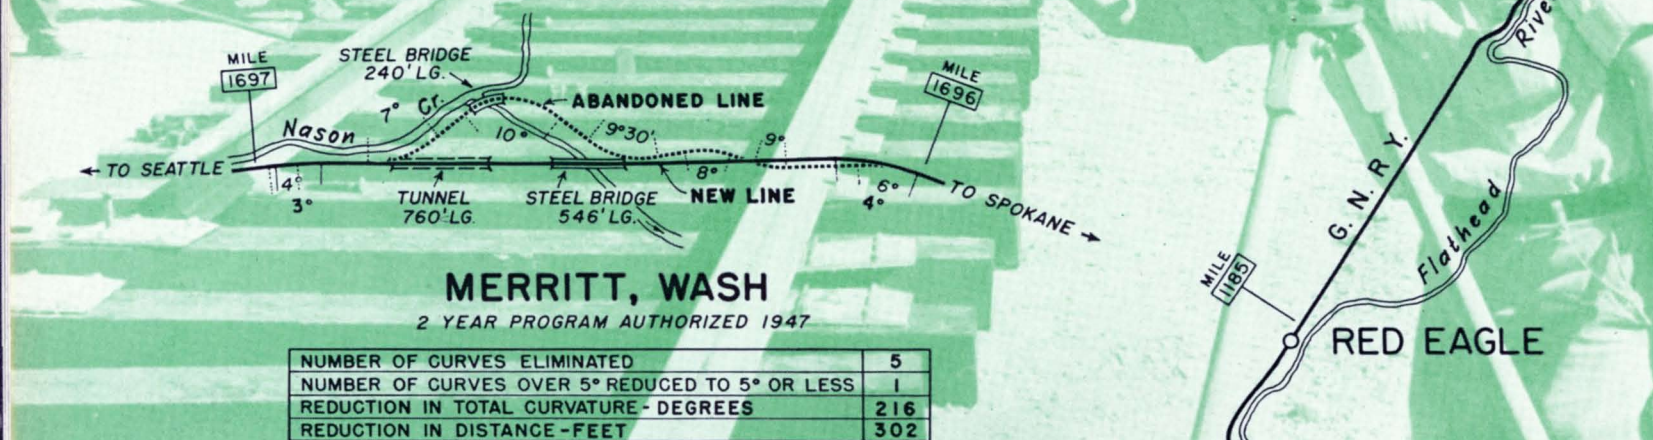 STEEL BRIDGE
240' LG.
MILE
1697
7°
Cr.
Nason
ABANDONED LINE
10°
9°30'
9°
8°
MILE
1696
← TO SEATTLE
4°
3°
TUNNEL
760' LG.
STEEL BRIDGE
546' LG.
NEW LINE
6°
4°
TO SPOKANE →
MERRITT, WASH
2 YEAR PROGRAM AUTHORIZED 1947
NUMBER OF CURVES ELIMINATED 5
NUMBER OF CURVES OVER 5° REDUCED TO 5° OR LESS 1
REDUCTION IN TOTAL CURVATURE - DEGREES 216
REDUCTION IN DISTANCE - FEET 302
River
G. N. RY.
Flathead
MILE
1185
RED EAGLE